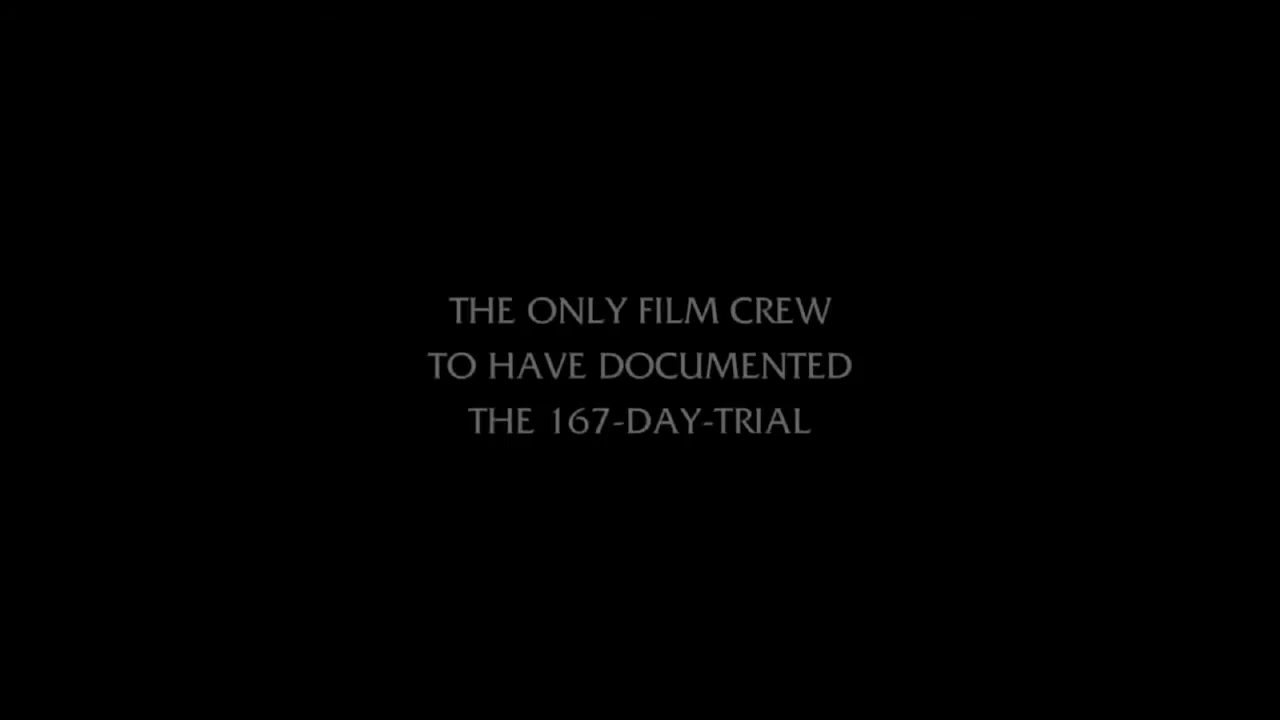 THE ONLY FILM CREW
TO HAVE DOCUMENTED
THE 167-DAY-TRIAL